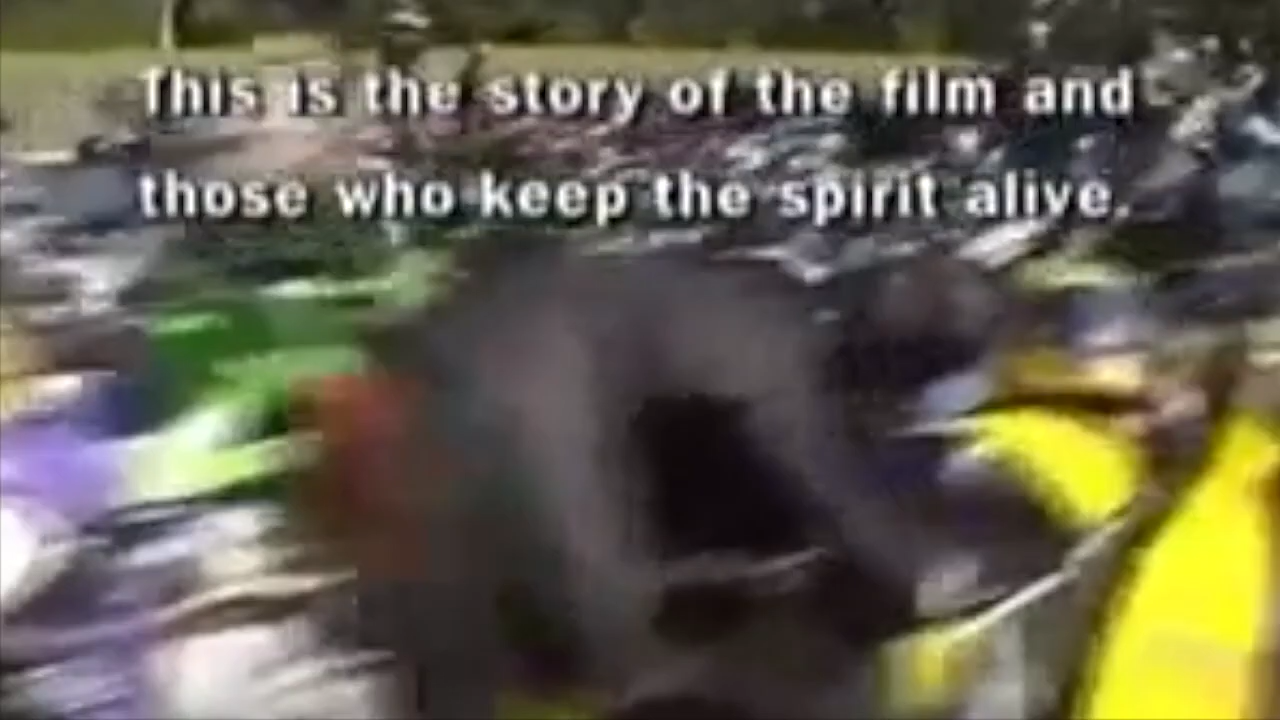 This is the story of the film and
those who keep the spirit alive.